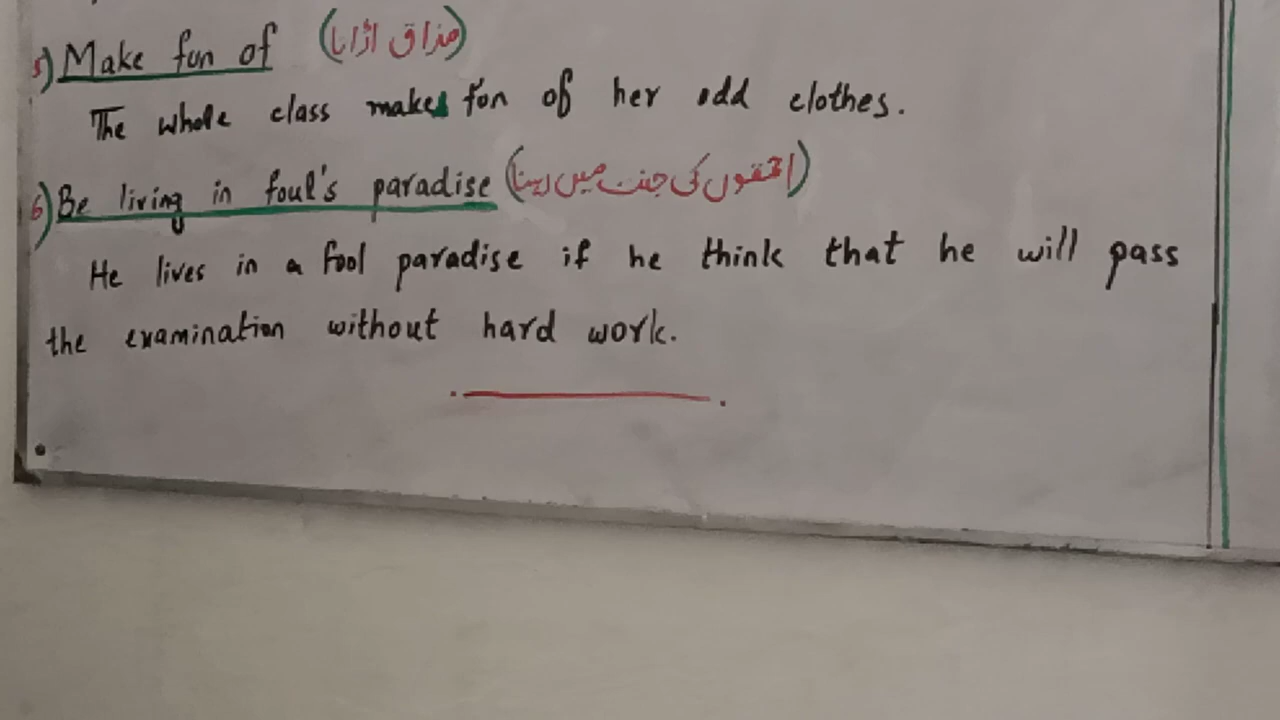 5) Make fun of (مذاق اڑانا)
The whole class makes fun of her odd clothes.
6) Be living in foul's paradise (احمقوں کی جنت میں رہنا)
He lives in a fool paradise if he think that he will pass
the examination without hard work.